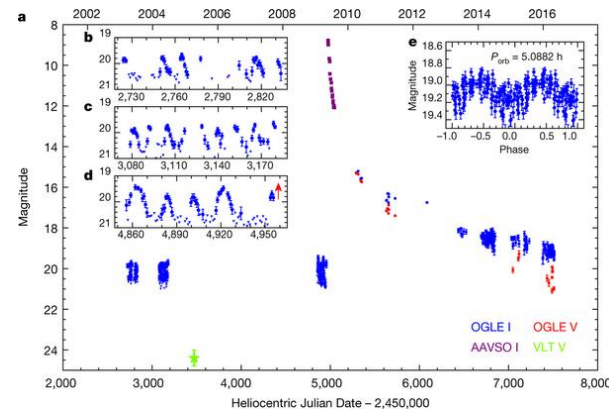 2002 2004 2006 2008 2010 2012 2014 2016
a
8
10
12
14
16
18
20
22
24
Magnitude
b
20
21
2,730 2,760 2,790 2,820
c
20
21
3,080 3,110 3,140 3,170
d
20
21
4,860 4,890 4,920 4,950
e
18.6
18.8
19.0
19.2
19.4
Magnitude
Porb = 5.0882 h
–1.0 –0.5 0.0 0.5 1.0
Phase
OGLE I OGLE V
AAVSO I VLT V
2,000 3,000 4,000 5,000 6,000 7,000 8,000
Heliocentric Julian Date – 2,450,000